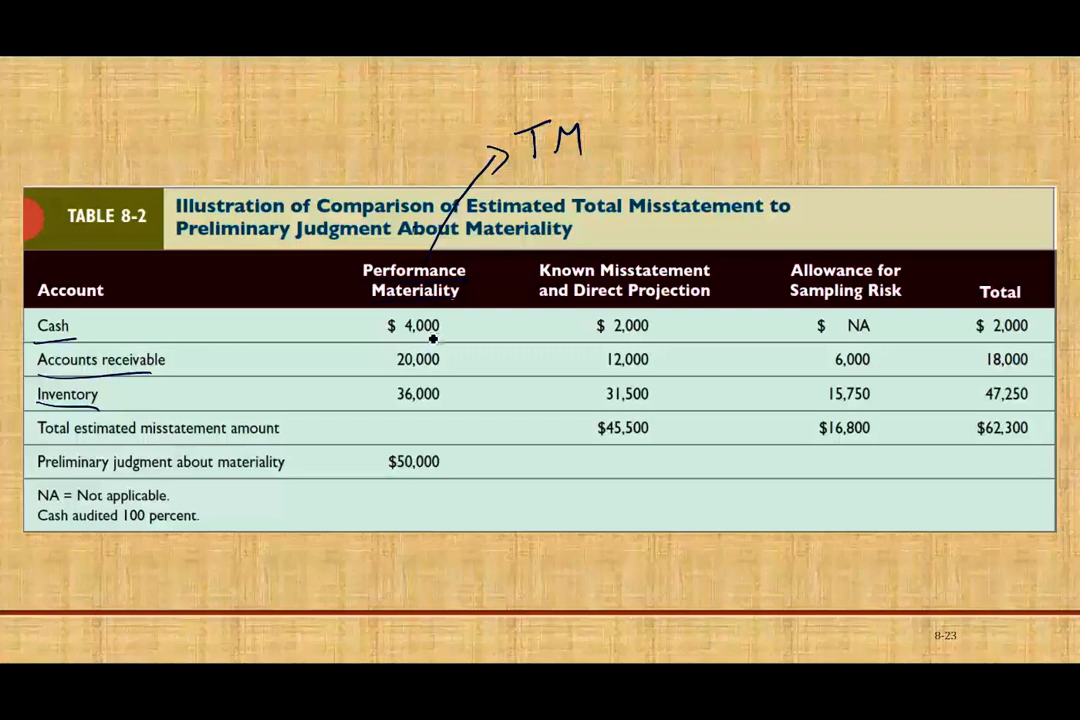 TM
TABLE 8-2
Illustration of Comparison of Estimated Total Misstatement to
Preliminary Judgment About Materiality
Account Performance Materiality Known Misstatement and Direct Projection Allowance for Sampling Risk Total
Cash $ 4,000 $ 2,000 $ NA $ 2,000
Accounts receivable 20,000 12,000 6,000 18,000
Inventory 36,000 31,500 15,750 47,250
Total estimated misstatement amount $45,500 $16,800 $62,300
Preliminary judgment about materiality $50,000
NA = Not applicable.
Cash audited 100 percent.
8-23